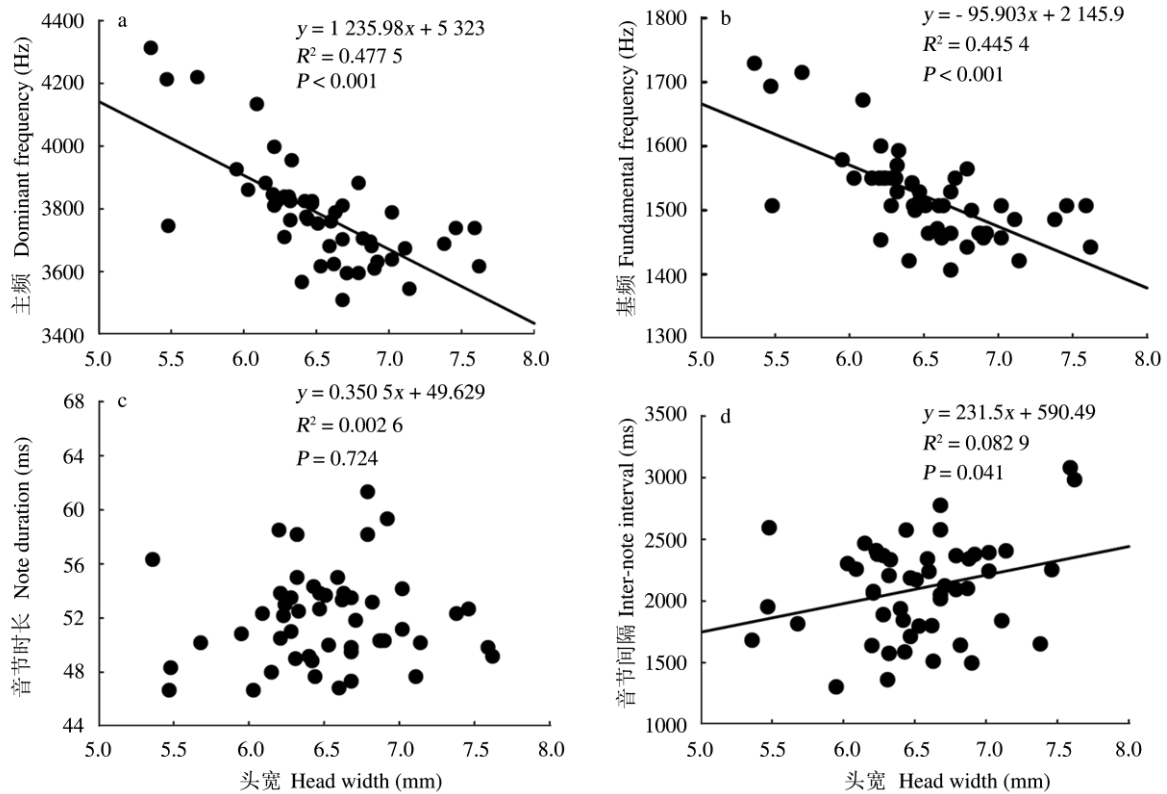 a
y = 1 235.98x + 5 323
R² = 0.477 5
P < 0.001
主频 Dominant frequency (Hz)
4400
4200
4000
3800
3600
3400
5.0 5.5 6.0 6.5 7.0 7.5 8.0
b
y = - 95.903x + 2 145.9
R² = 0.445 4
P < 0.001
基频 Fundamental frequency (Hz)
1800
1700
1600
1500
1400
1300
5.0 5.5 6.0 6.5 7.0 7.5 8.0
c
y = 0.350 5x + 49.629
R² = 0.002 6
P = 0.724
音节时长 Note duration (ms)
68
64
60
56
52
48
44
5.0 5.5 6.0 6.5 7.0 7.5 8.0
头宽 Head width (mm)
d
y = 231.5x + 590.49
R² = 0.082 9
P = 0.041
音节间隔 Inter-note interval (ms)
3500
3000
2500
2000
1500
1000
5.0 5.5 6.0 6.5 7.0 7.5 8.0
头宽 Head width (mm)